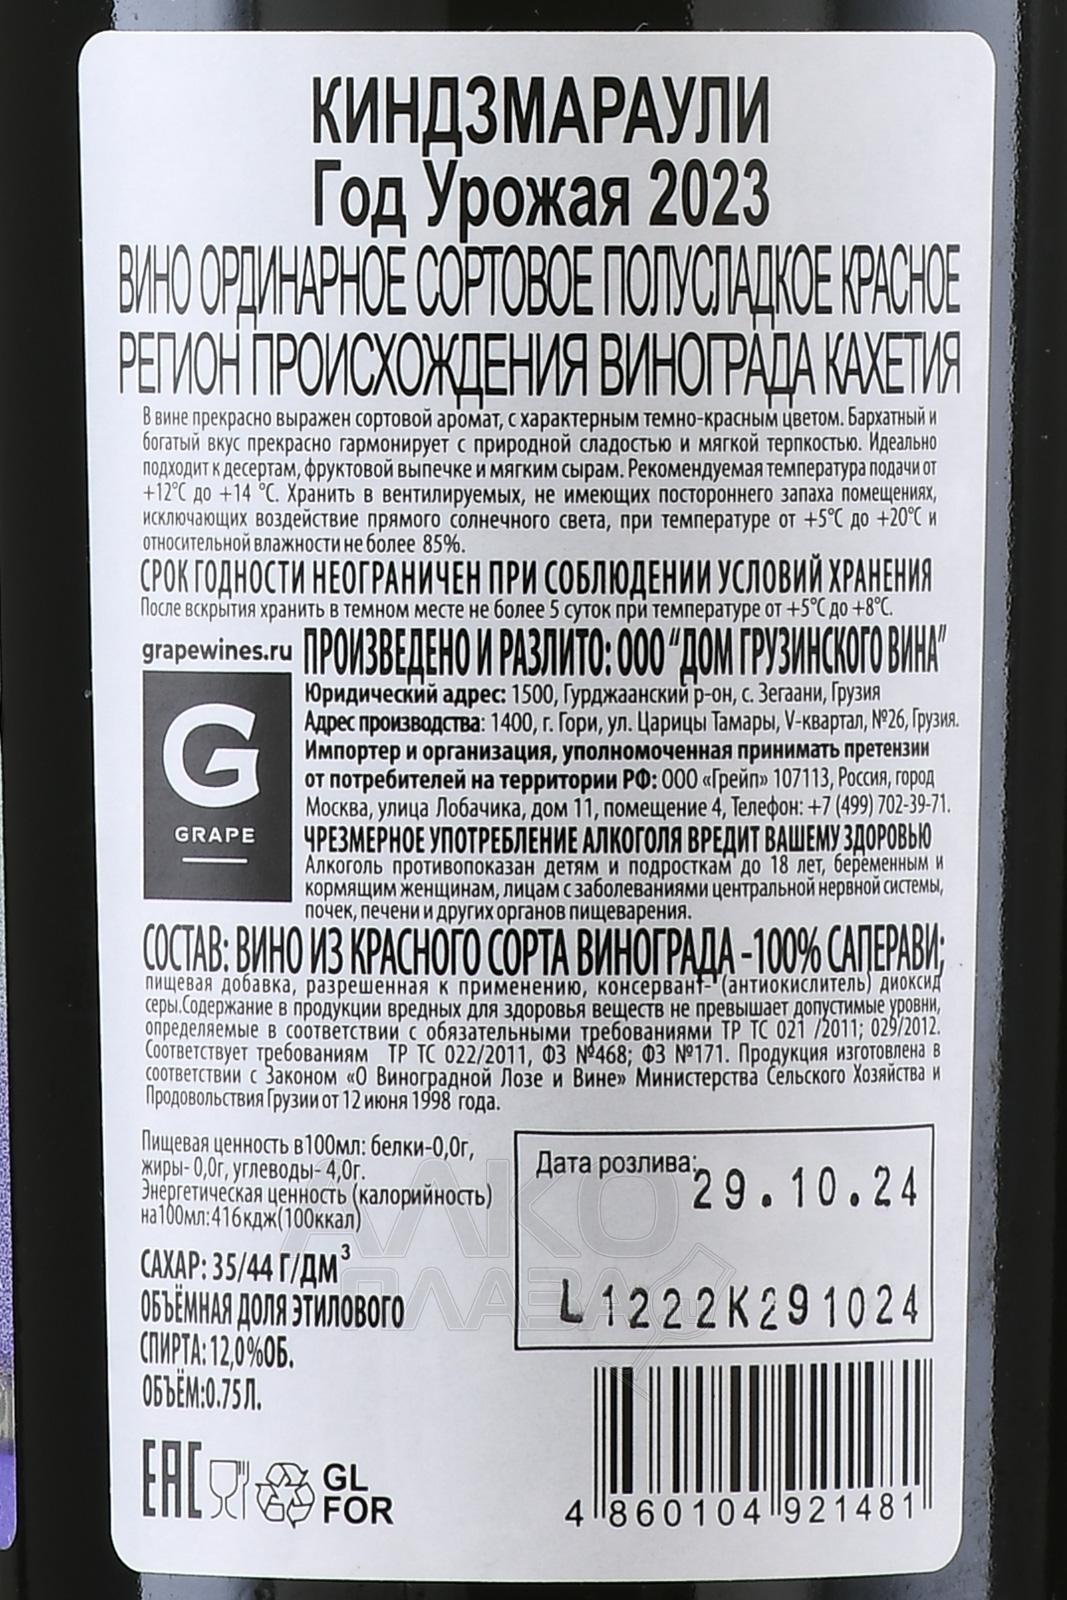 КИНДЗМАРАУЛИ
Год Урожая 2023
ВИНО ОРДИНАРНОЕ СОРТОВОЕ ПОЛУСЛАДКОЕ КРАСНОЕ
РЕГИОН ПРОИСХОЖДЕНИЯ ВИНОГРАДА КАХЕТИЯ
В вине прекрасно выражен сортовой аромат, с характерным темно-красным цветом. Бархатный и
богатый вкус прекрасно гармонирует с природной сладостью и мягкой терпкостью. Идеально
подходит к десертам, фруктовой выпечке и мягким сырам. Рекомендуемая температура подачи от
+12°С до +14 °С. Хранить в вентилируемых, не имеющих постороннего запаха помещениях,
исключающих воздействие прямого солнечного света, при температуре от +5°С до +20°С и
относительной влажности не более 85%.
СРОК ГОДНОСТИ НЕОГРАНИЧЕН ПРИ СОБЛЮДЕНИИ УСЛОВИЙ ХРАНЕНИЯ
После вскрытия хранить в темном месте не более 5 суток при температуре от +5°С до +8°С.
grapewines.ru
ПРОИЗВЕДЕНО И РАЗЛИТО: ООО "ДОМ ГРУЗИНСКОГО ВИНА"
Юридический адрес: 1500, Гурджаанский р-он, с. Зегаани, Грузия
Адрес производства: 1400, г. Гори, ул. Царицы Тамары, V-квартал, №26, Грузия.
Импортер и организация, уполномоченная принимать претензии
от потребителей на территории РФ: ООО «Грейп» 107113, Россия, город
Москва, улица Лобачика, дом 11, помещение 4, Телефон: +7 (499) 702-39-71.
G
GRAPE
ЧРЕЗМЕРНОЕ УПОТРЕБЛЕНИЕ АЛКОГОЛЯ ВРЕДИТ ВАШЕМУ ЗДОРОВЬЮ
Алкоголь противопоказан детям и подросткам до 18 лет, беременным и
кормящим женщинам, лицам с заболеваниями центральной нервной системы,
почек, печени и других органов пищеварения.
СОСТАВ: ВИНО ИЗ КРАСНОГО СОРТА ВИНОГРАДА -100% САПЕРАВИ;
пищевая добавка, разрешенная к применению, консервант- (антиокислитель) диоксид
серы.Содержание в продукции вредных для здоровья веществ не превышает допустимые уровни,
определяемые в соответствии с обязательными требованиями ТР ТС 021 /2011; 029/2012.
Соответствует требованиям ТР ТС 022/2011, ФЗ №468; ФЗ №171. Продукция изготовлена в
соответствии с Законом «О Виноградной Лозе и Вине» Министерства Сельского Хозяйства и
Продовольствия Грузии от 12 июня 1998 года.
Пищевая ценность в100мл: белки-0,0г,
жиры- 0,0г, углеводы- 4,0г.
Энергетическая ценность (калорийность)
на100мл:416кдж(100ккал)
САХАР: 35/44 Г/ДМ³
ОБЪЁМНАЯ ДОЛЯ ЭТИЛОВОГО
СПИРТА: 12,0%ОБ.
ОБЪЁМ:0.75Л.
Дата розлива: 29.10.24
L1222K291024
АЛКО
ПЛАЗА.ru
EAC
GL
FOR
4 860104 921481